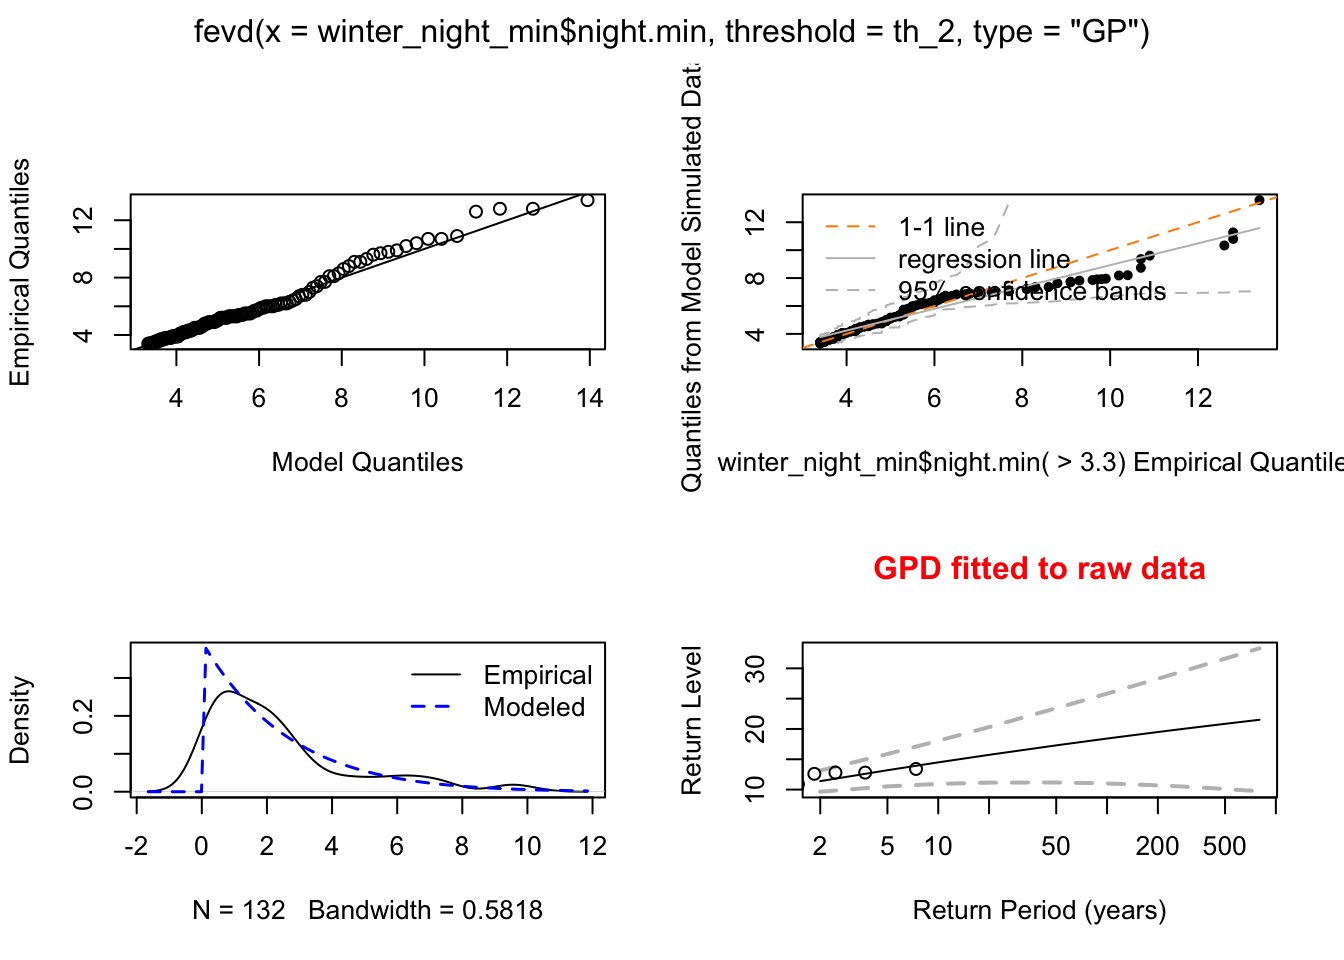 fevd(x = winter_night_min$night.min, threshold = th_2, type = "GP")
Empirical Quantiles
12
8
4
4 6 8 10 12 14
Model Quantiles
Quantiles from Model Simulated Dat
12
8
4
1-1 line
regression line
95% confidence bands
4 6 8 10 12
winter_night_min$night.min( > 3.3) Empirical Quantile
Density
0.2
0.0
Empirical
Modeled
-2 0 2 4 6 8 10 12
N = 132 Bandwidth = 0.5818
GPD fitted to raw data
Return Level
30
20
10
2 5 10 50 200 500
Return Period (years)